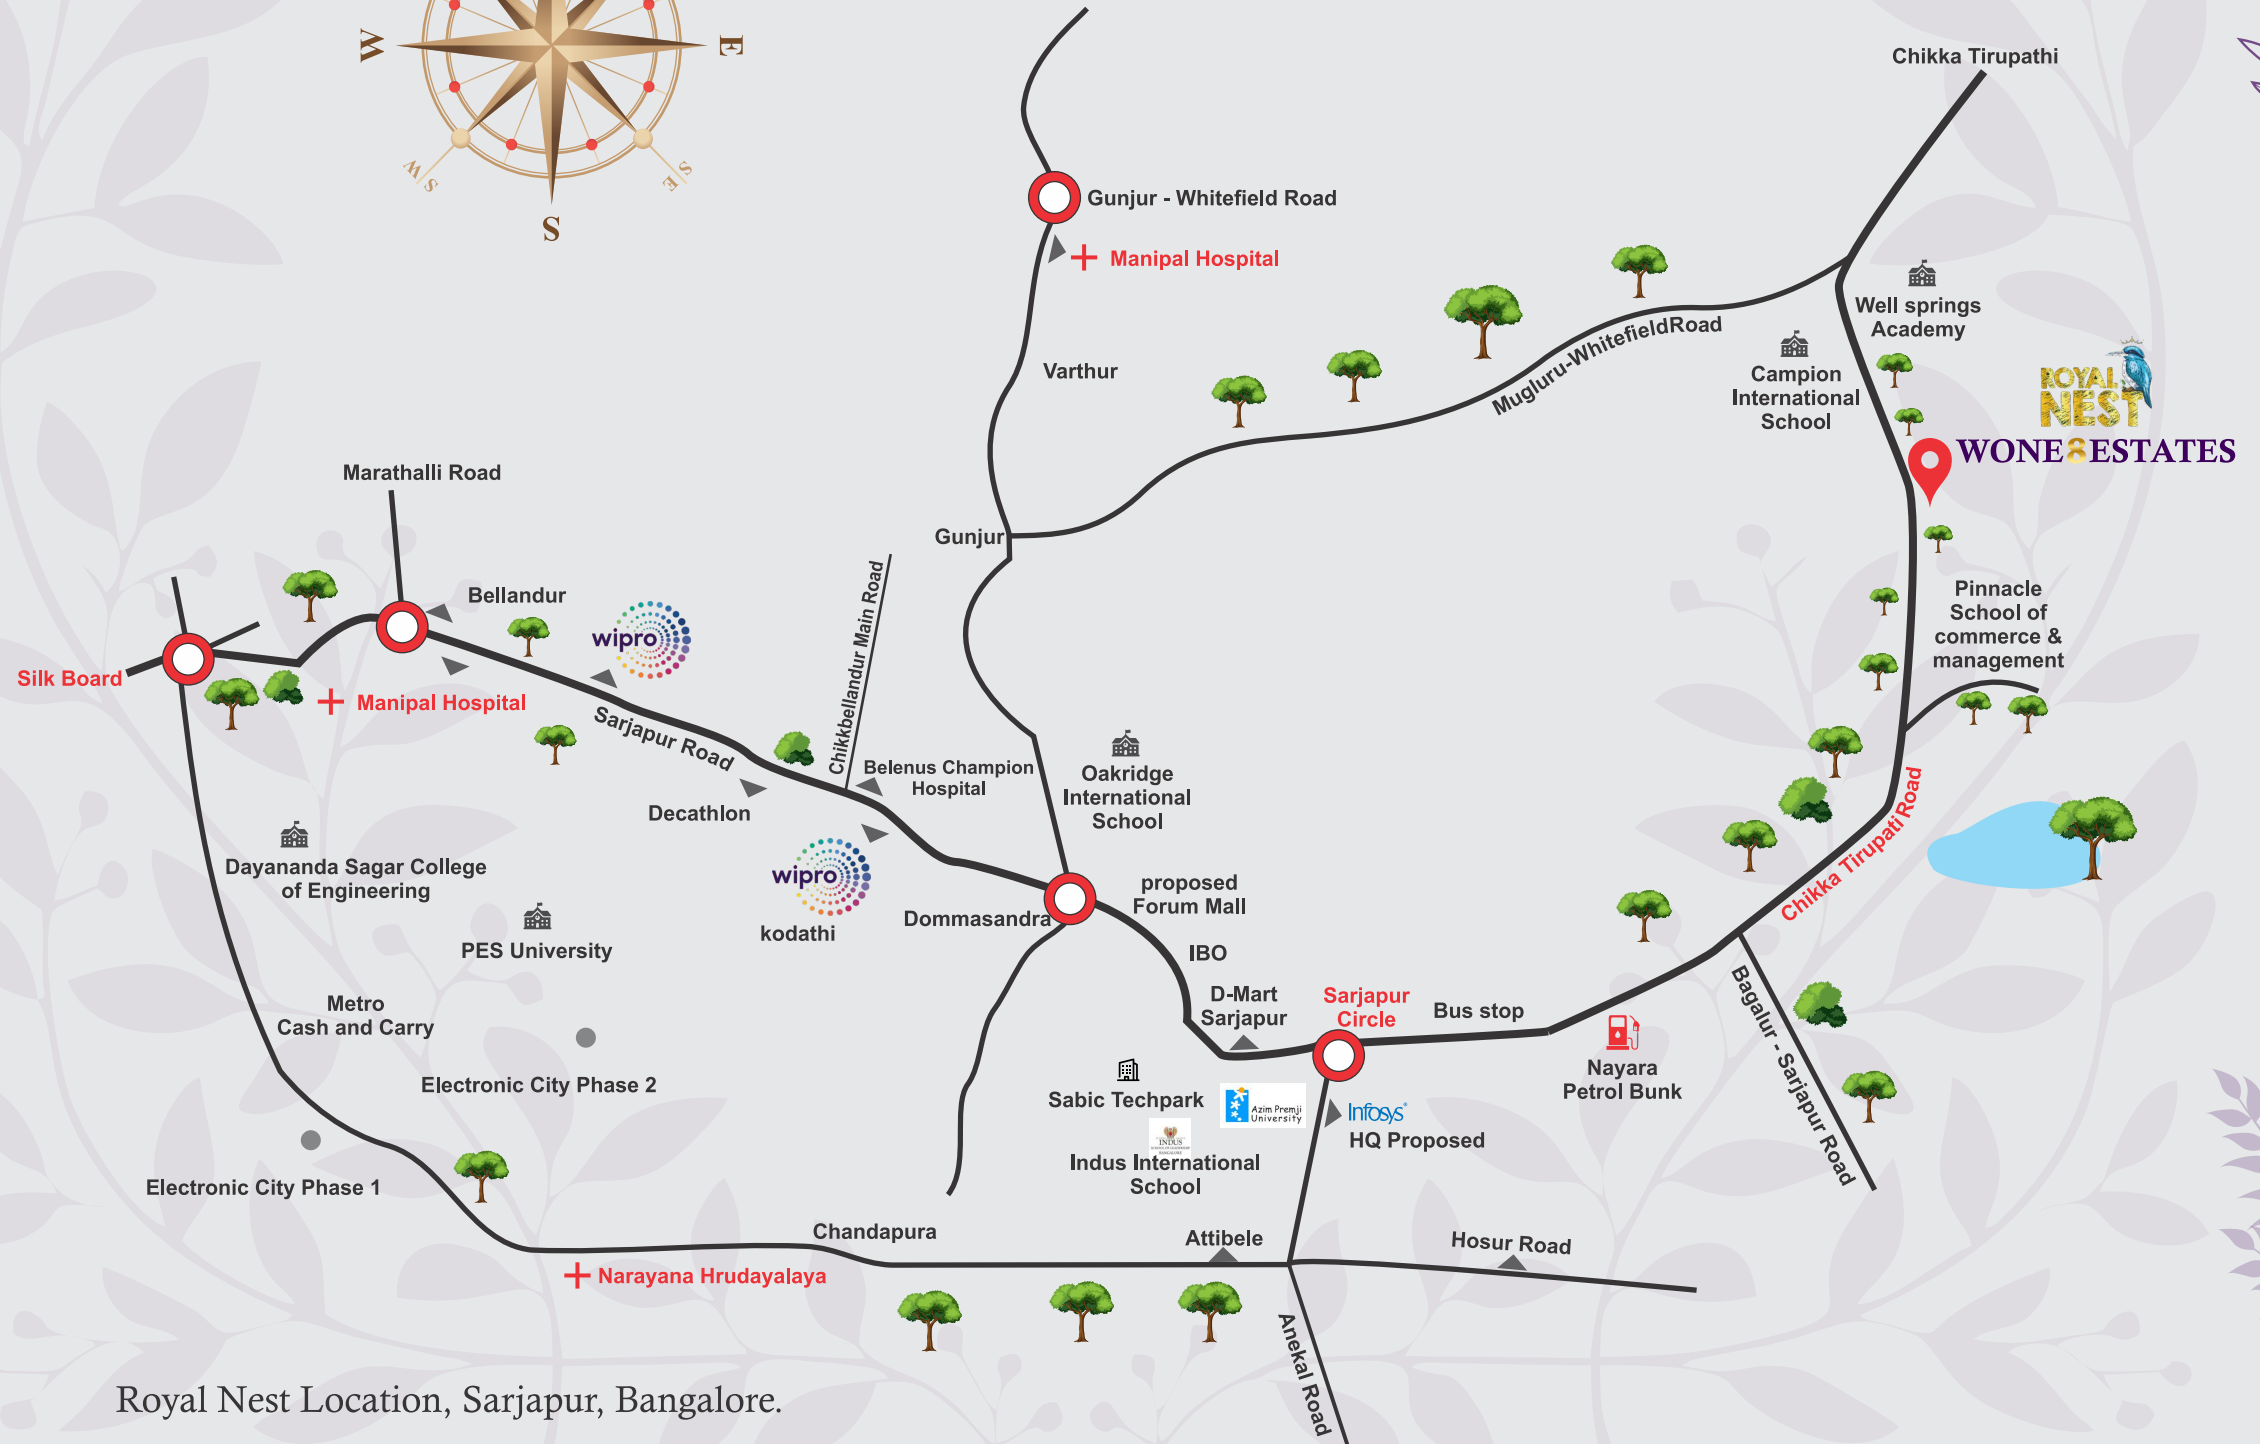 W
E
SW
SE
S
Chikka Tirupathi
Gunjur - Whitefield Road
Manipal Hospital
Well springs
Academy
Mugluru-WhitefieldRoad
Varthur
Campion
International
School
ROYAL
NEST
WONE8ESTATES
Marathalli Road
Gunjur
Bellandur
wipro
Chikkbellandur Main Road
Pinnacle
School of
commerce &
management
Silk Board
Manipal Hospital
Sarjapur Road
Belenus Champion
Hospital
Oakridge
International
School
Decathlon
Chikka Tirupati Road
Dayananda Sagar College
of Engineering
wipro
kodathi
Dommasandra
proposed
Forum Mall
PES University
IBO
D-Mart
Sarjapur
Sarjapur
Circle
Bus stop
Bagalur - Sarjapur Road
Metro
Cash and Carry
Electronic City Phase 2
Sabic Techpark
Azim Premji
University
Infosys
HQ Proposed
Nayara
Petrol Bunk
INDUS
Indus International
School
Electronic City Phase 1
Chandapura
Attibele
Hosur Road
Narayana Hrudayalaya
Anekal Road
Royal Nest Location, Sarjapur, Bangalore.